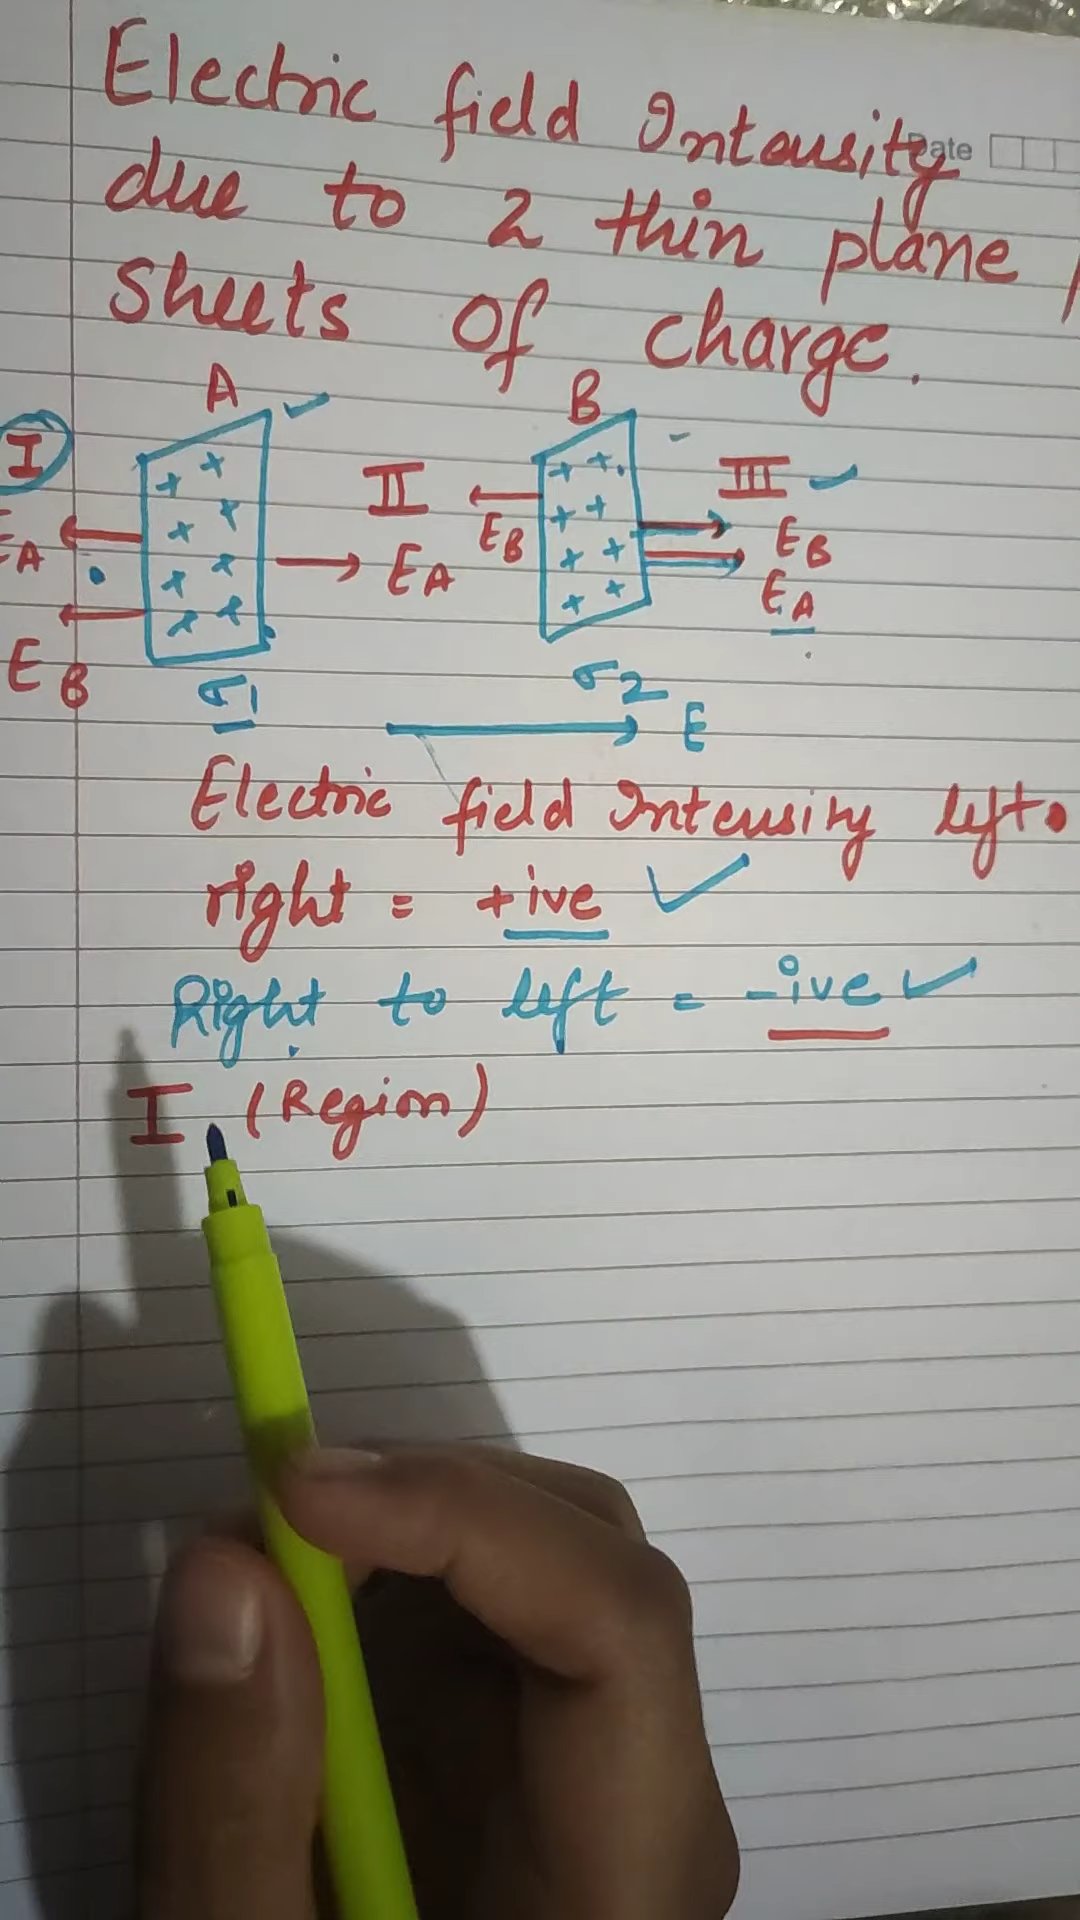 Electric field Intensity
Date
due to 2 thin plane
Sheets of charge.
A B
I II III
EA EB EB
EA EA
EB
σ1 σ2
E
Electric field Intensity left
right = +ive
Right to left = -ive
I (Region)